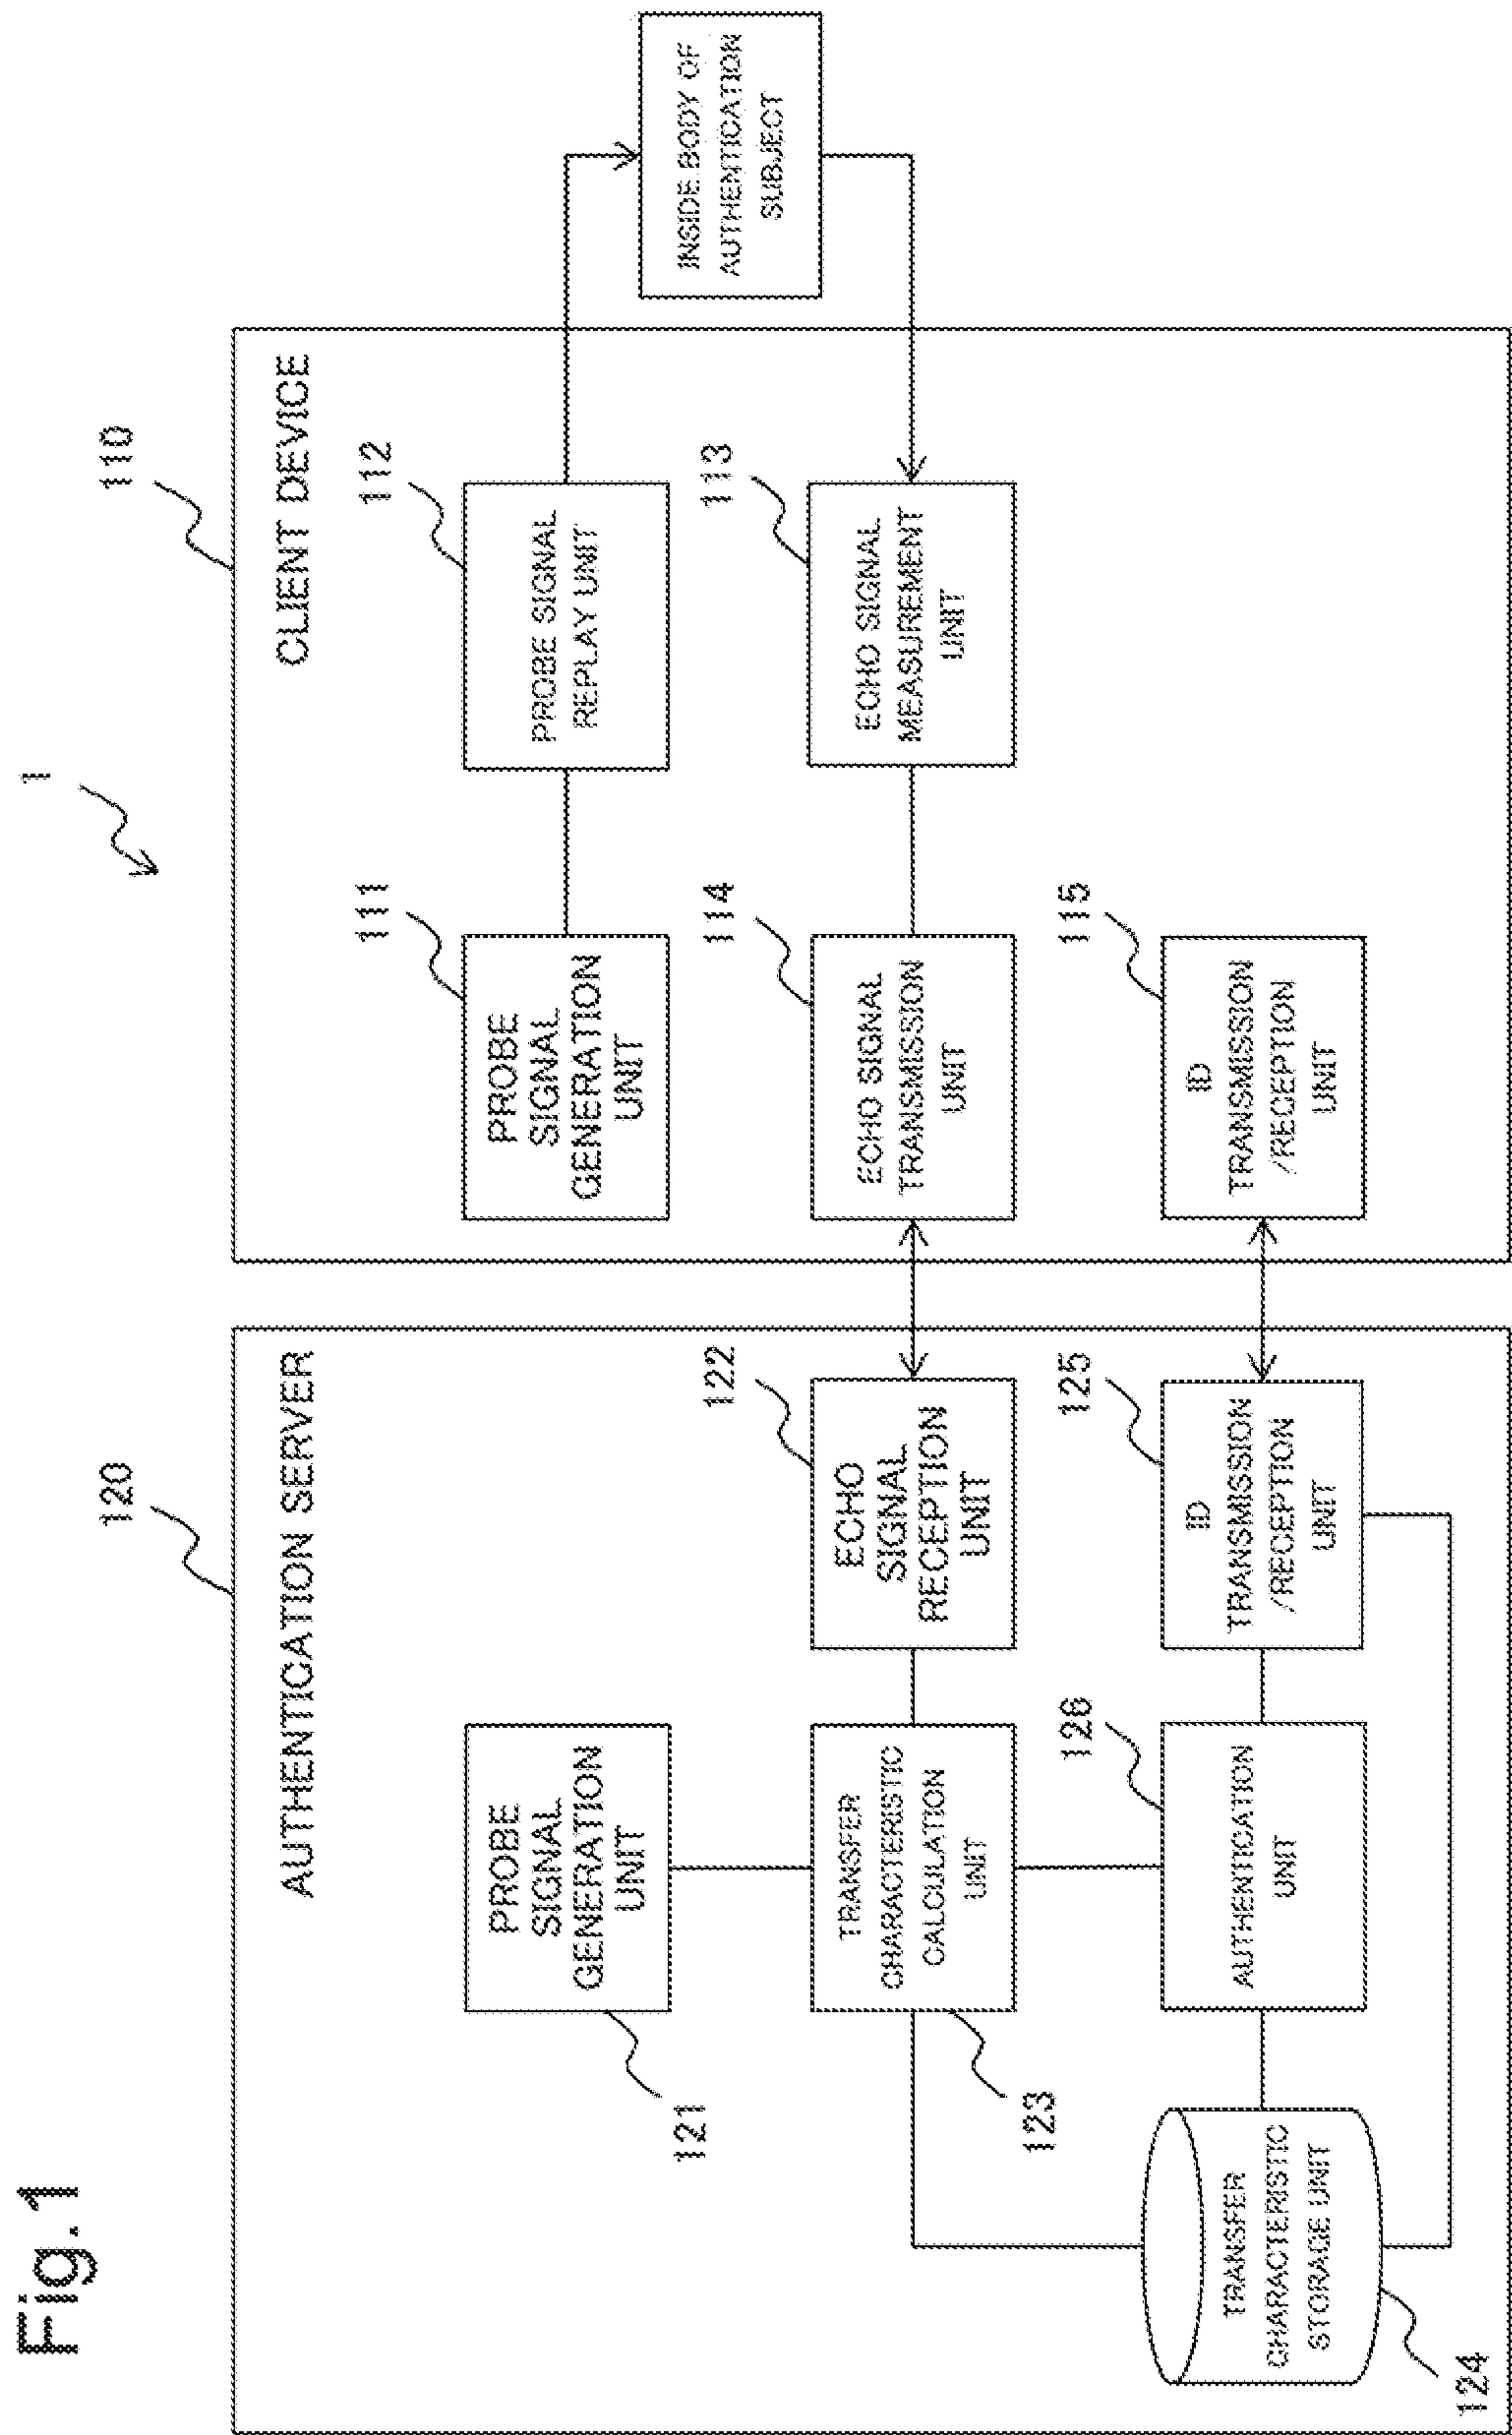 Fig.1
1
120
AUTHENTICATION SERVER
121
PROBE
SIGNAL
GENERATION
UNIT
122
ECHO
SIGNAL
RECEPTION
UNIT
123
TRANSFER
CHARACTERISTIC
CALCULATION
UNIT
124
TRANSFER
CHARACTERISTIC
STORAGE UNIT
126
AUTHENTICATION
UNIT
125
ID
TRANSMISSION
/RECEPTION
UNIT
110
CLIENT DEVICE
111
PROBE
SIGNAL
GENERATION
UNIT
112
PROBE SIGNAL
REPLAY UNIT
114
ECHO SIGNAL
TRANSMISSION
UNIT
113
ECHO SIGNAL
MEASUREMENT
UNIT
115
ID
TRANSMISSION
/RECEPTION
UNIT
INSIDE BODY OF
AUTHENTICATION
SUBJECT